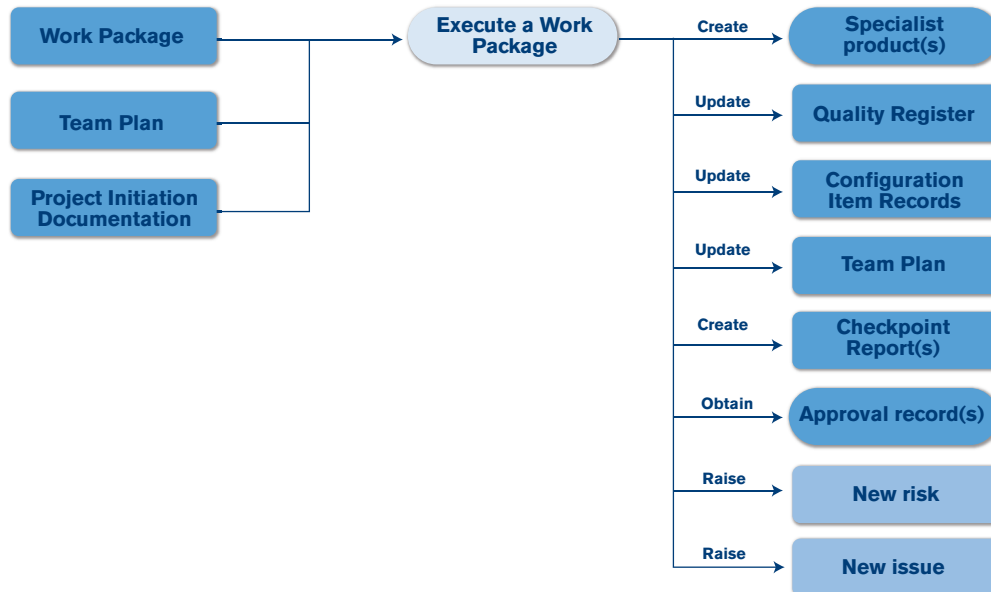 Work Package
Team Plan
Project Initiation
Documentation
Execute a Work
Package
Create
Specialist
product(s)
Update
Quality Register
Update
Configuration
Item Records
Update
Team Plan
Create
Checkpoint
Report(s)
Obtain
Approval record(s)
Raise
New risk
Raise
New issue